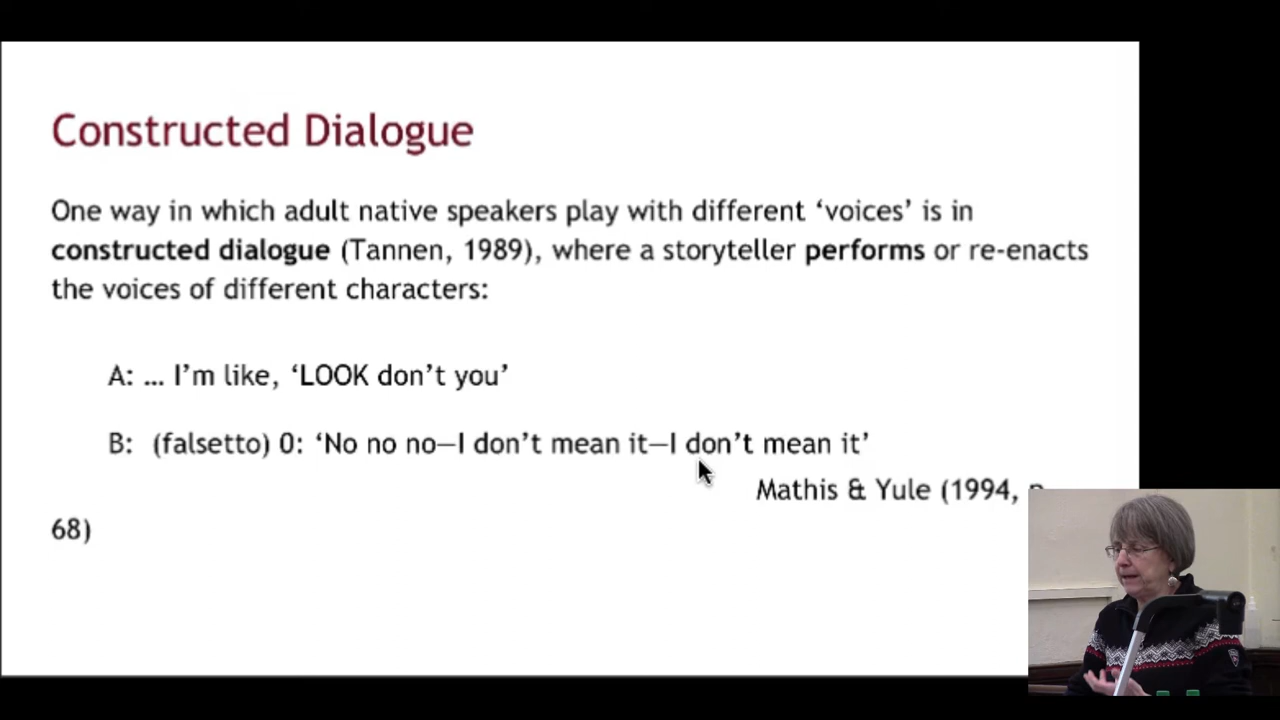 Constructed Dialogue
One way in which adult native speakers play with different ‘voices’ is in
constructed dialogue (Tannen, 1989), where a storyteller performs or re-enacts
the voices of different characters:
A: … I’m like, ‘LOOK don’t you’
B: (falsetto) 0: ‘No no no—I don’t mean it—I don’t mean it’
Mathis & Yule (1994,
68)